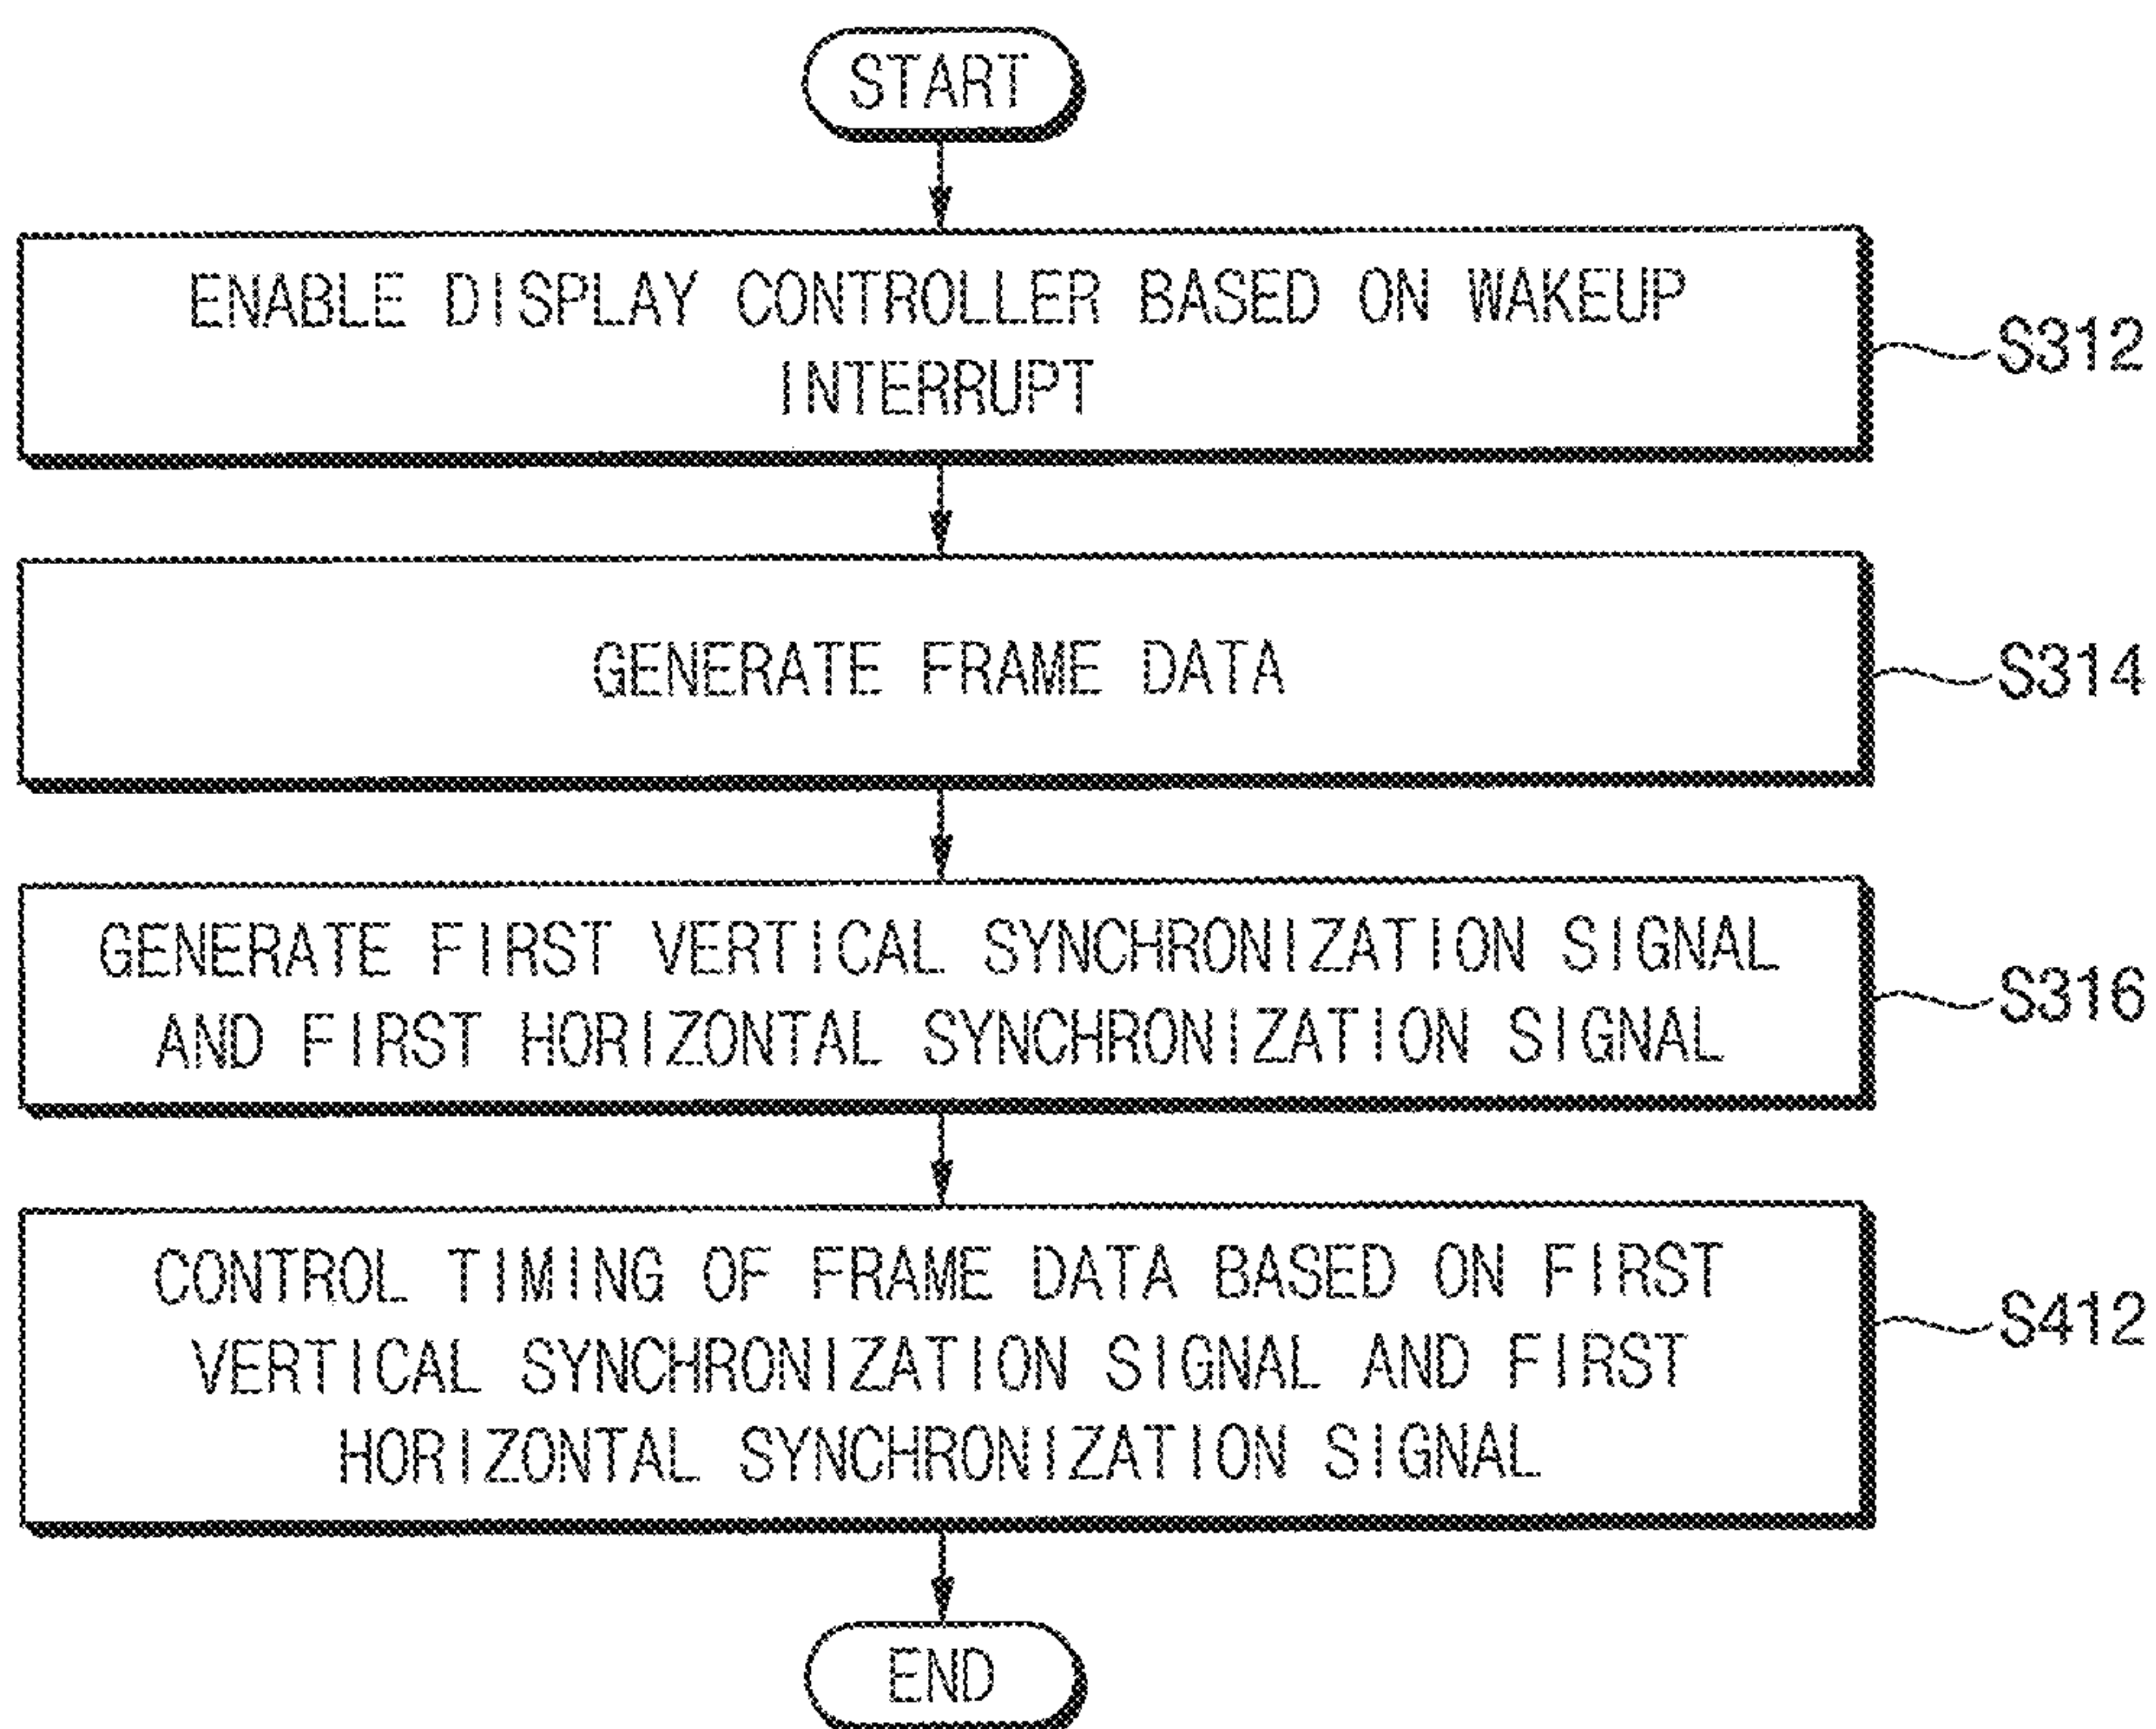 START
ENABLE DISPLAY CONTROLLER BASED ON WAKEUP
INTERRUPT
S312
GENERATE FRAME DATA
S314
GENERATE FIRST VERTICAL SYNCHRONIZATION SIGNAL
AND FIRST HORIZONTAL SYNCHRONIZATION SIGNAL
S316
CONTROL TIMING OF FRAME DATA BASED ON FIRST
VERTICAL SYNCHRONIZATION SIGNAL AND FIRST
HORIZONTAL SYNCHRONIZATION SIGNAL
S412
END